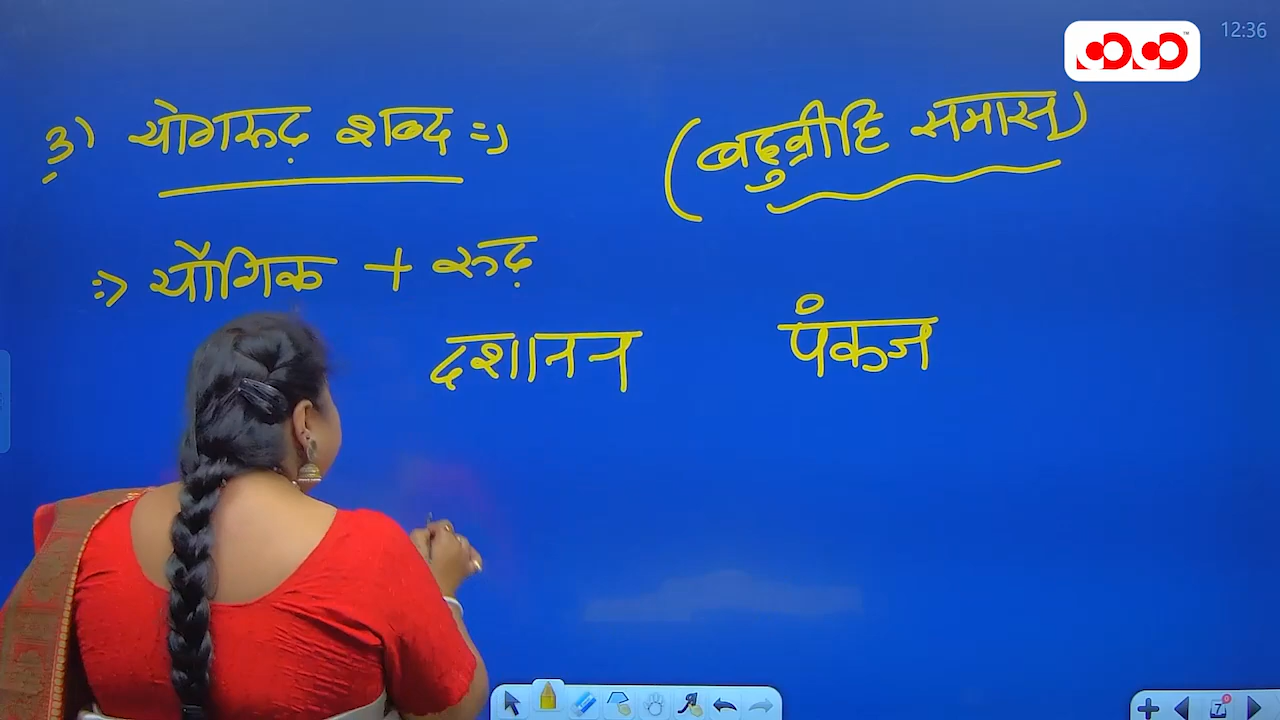 12:36
3) योगरूढ़ शब्द => (बहुव्रीहि समास)
=> यौगिक + रूढ़
दशानन पंकज